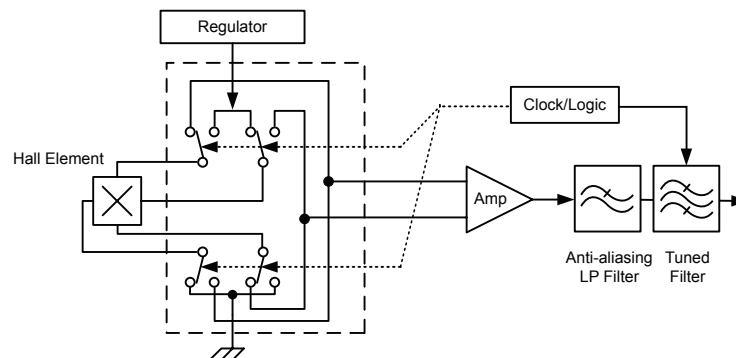 Regulator
Clock/Logic
Hall Element
Amp
Anti-aliasing
LP Filter
Tuned
Filter